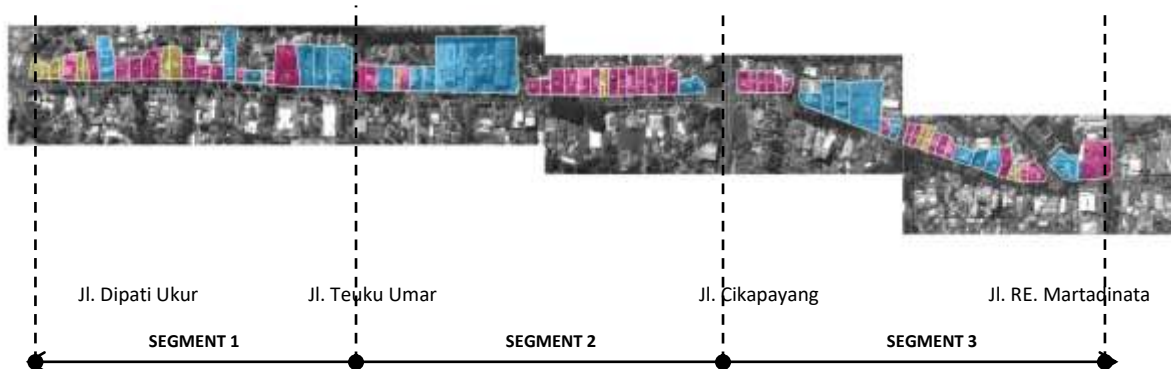 Jl. Dipati Ukur
Jl. Teuku Umar
Jl. Cikapayang
Jl. RE. Martadinata
SEGMENT 1
SEGMENT 2
SEGMENT 3